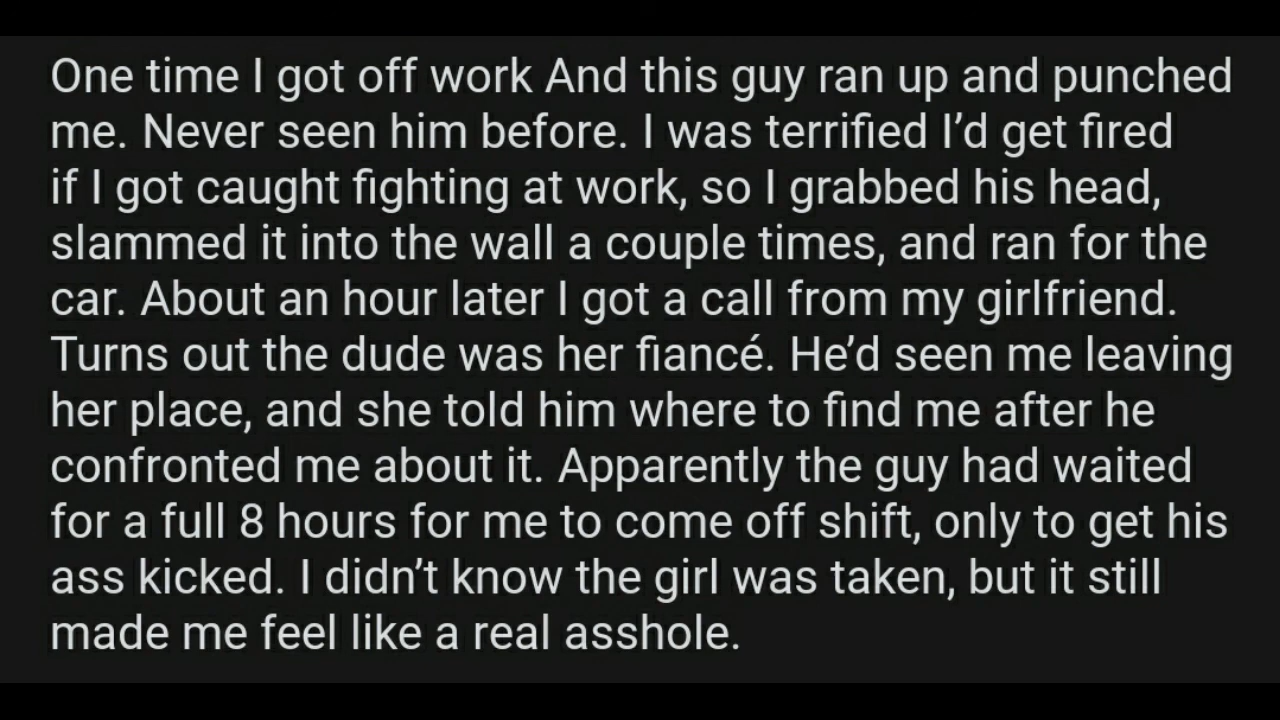 One time I got off work And this guy ran up and punched
me. Never seen him before. I was terrified I’d get fired
if I got caught fighting at work, so I grabbed his head,
slammed it into the wall a couple times, and ran for the
car. About an hour later I got a call from my girlfriend.
Turns out the dude was her fiancé. He’d seen me leaving
her place, and she told him where to find me after he
confronted me about it. Apparently the guy had waited
for a full 8 hours for me to come off shift, only to get his
ass kicked. I didn’t know the girl was taken, but it still
made me feel like a real asshole.